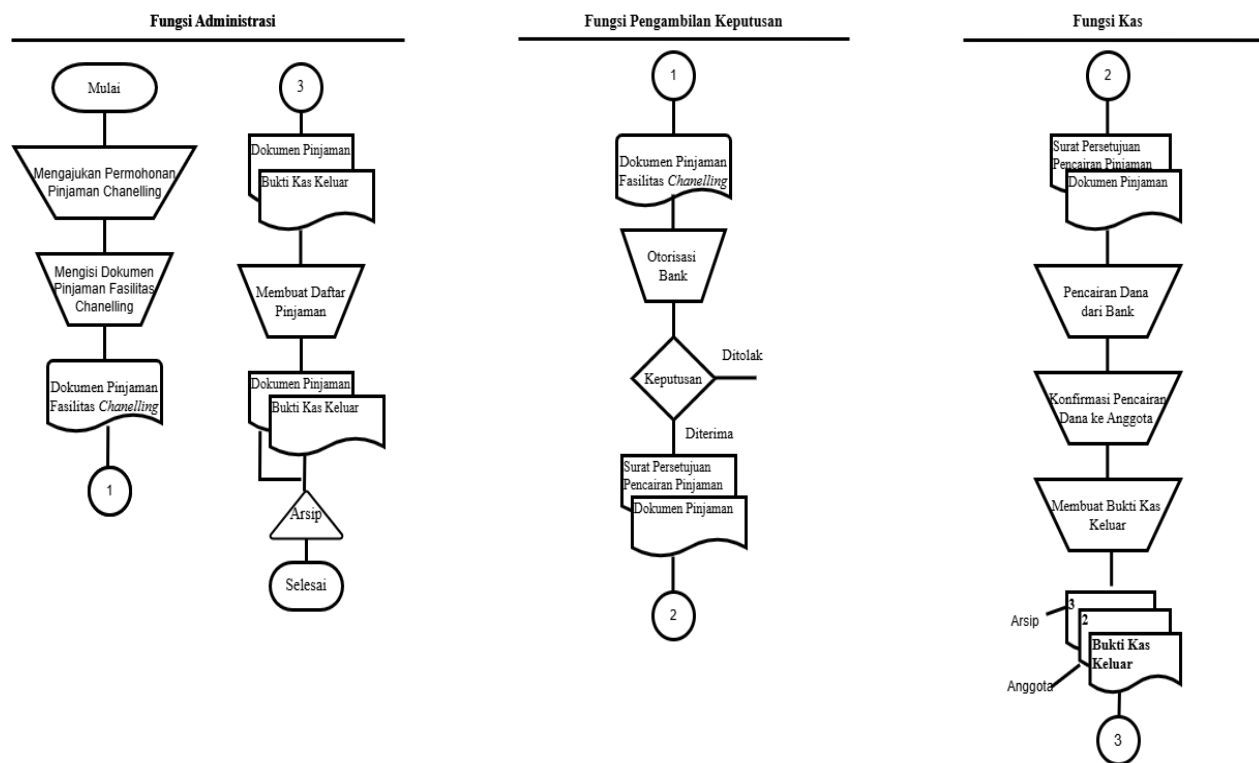 Fungsi Administrasi
Mulai
Mengajukan Permohonan
Pinjaman Chanelling
Mengisi Dokumen
Pinjaman Fasilitas
Chanelling
Dokumen Pinjaman
Fasilitas Chanelling
1
3
Dokumen Pinjaman
Bukti Kas Keluar
Membuat Daftar
Pinjaman
Dokumen Pinjaman
Bukti Kas Keluar
Arsip
Selesai
Fungsi Pengambilan Keputusan
1
Dokumen Pinjaman
Fasilitas Chanelling
Otorisasi
Bank
Keputusan
Ditolak
Diterima
Surat Persetujuan
Pencairan Pinjaman
Dokumen Pinjaman
2
Fungsi Kas
2
Surat Persetujuan
Pencairan Pinjaman
Dokumen Pinjaman
Pencairan Dana
dari Bank
Konfirmasi Pencairan
Dana ke Anggota
Membuat Bukti Kas
Keluar
3
2
Bukti Kas
Keluar
Arsip
Anggota
3